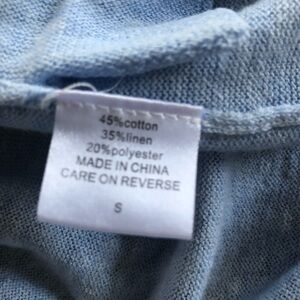 45%cotton
35%linen
20%polyester
MADE IN CHINA
CARE ON REVERSE
S